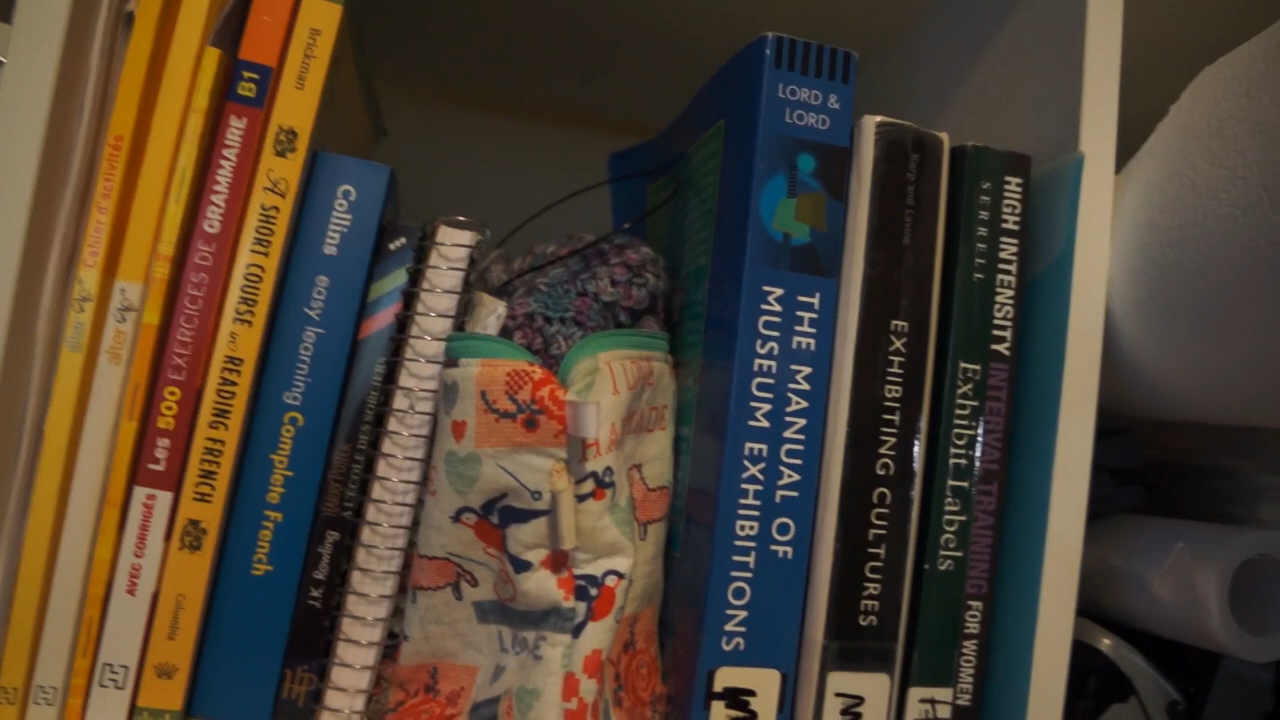 Cahier d'activités
alter
Les 500 EXERCICES DE GRAMMAIRE B1
AVEC CORRIGÉS
H
H
Brickman
A SHORT COURSE in READING FRENCH
Columbia
Collins easy learning Complete French
J.K. Rowling
HP
I LOVE
HANDMADE
LOVE
LORD &
LORD
THE MANUAL OF
MUSEUM EXHIBITIONS
Karp and Lavine
EXHIBITING CULTURES
SERRELL
Exhibit Labels
HIGH INTENSITY INTERVAL TRAINING FOR WOMEN